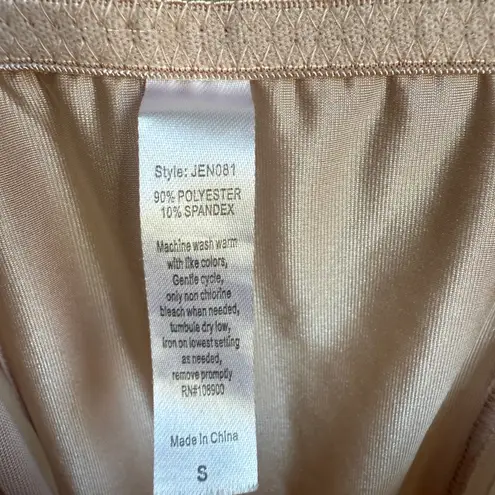 Style: JEN081
90% POLYESTER
10% SPANDEX
Machine wash warm
with like colors,
Gentle cycle,
only non chlorine
bleach when needed,
tumbule dry low,
iron on lowest setting
as needed,
remove promptly
RN#108900
Made In China
S